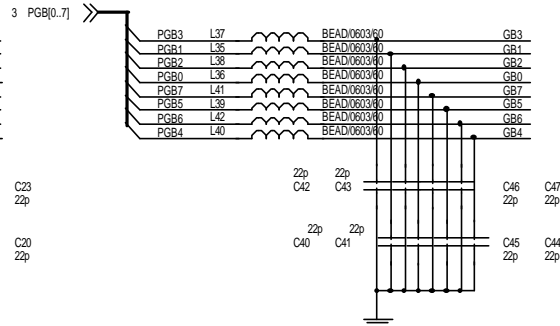 3 PGB[0..7]
PGB3 L37 BEAD/0603/60 GB3
PGB1 L35 BEAD/0603/60 GB1
PGB2 L38 BEAD/0603/60 GB2
PGB0 L36 BEAD/0603/60 GB0
PGB7 L41 BEAD/0603/60 GB7
PGB5 L39 BEAD/0603/60 GB5
PGB6 L42 BEAD/0603/60 GB6
PGB4 L40 BEAD/0603/60 GB4
22p 22p
C23 C42 C43 C46 C47
22p 22p 22p
22p 22p
C20 C40 C41 C45 C44
22p 22p 22p